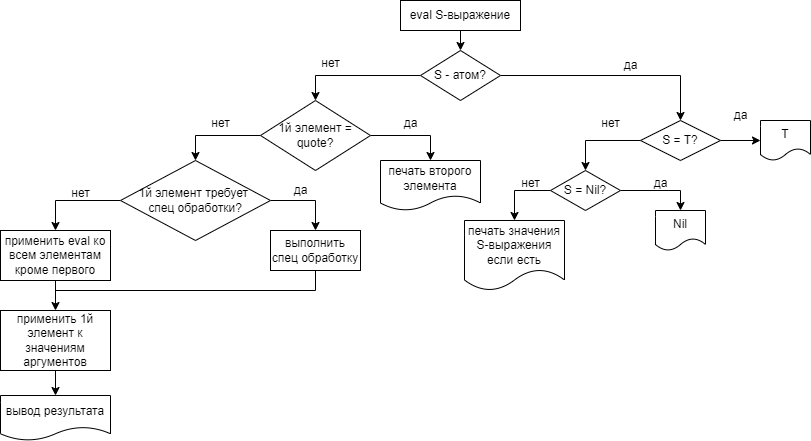 eval S-выражение
S - атом?
нет
да
1й элемент =
quote?
нет
да
печать второго
элемента
1й элемент требует
спец обработки?
нет
да
применить eval ко
всем элементам
кроме первого
выполнить
спец обработку
применить 1й
элемент к
значениям
аргументов
вывод результата
S = T?
нет
да
T
S = Nil?
нет
да
печать значения
S-выражения
если есть
Nil